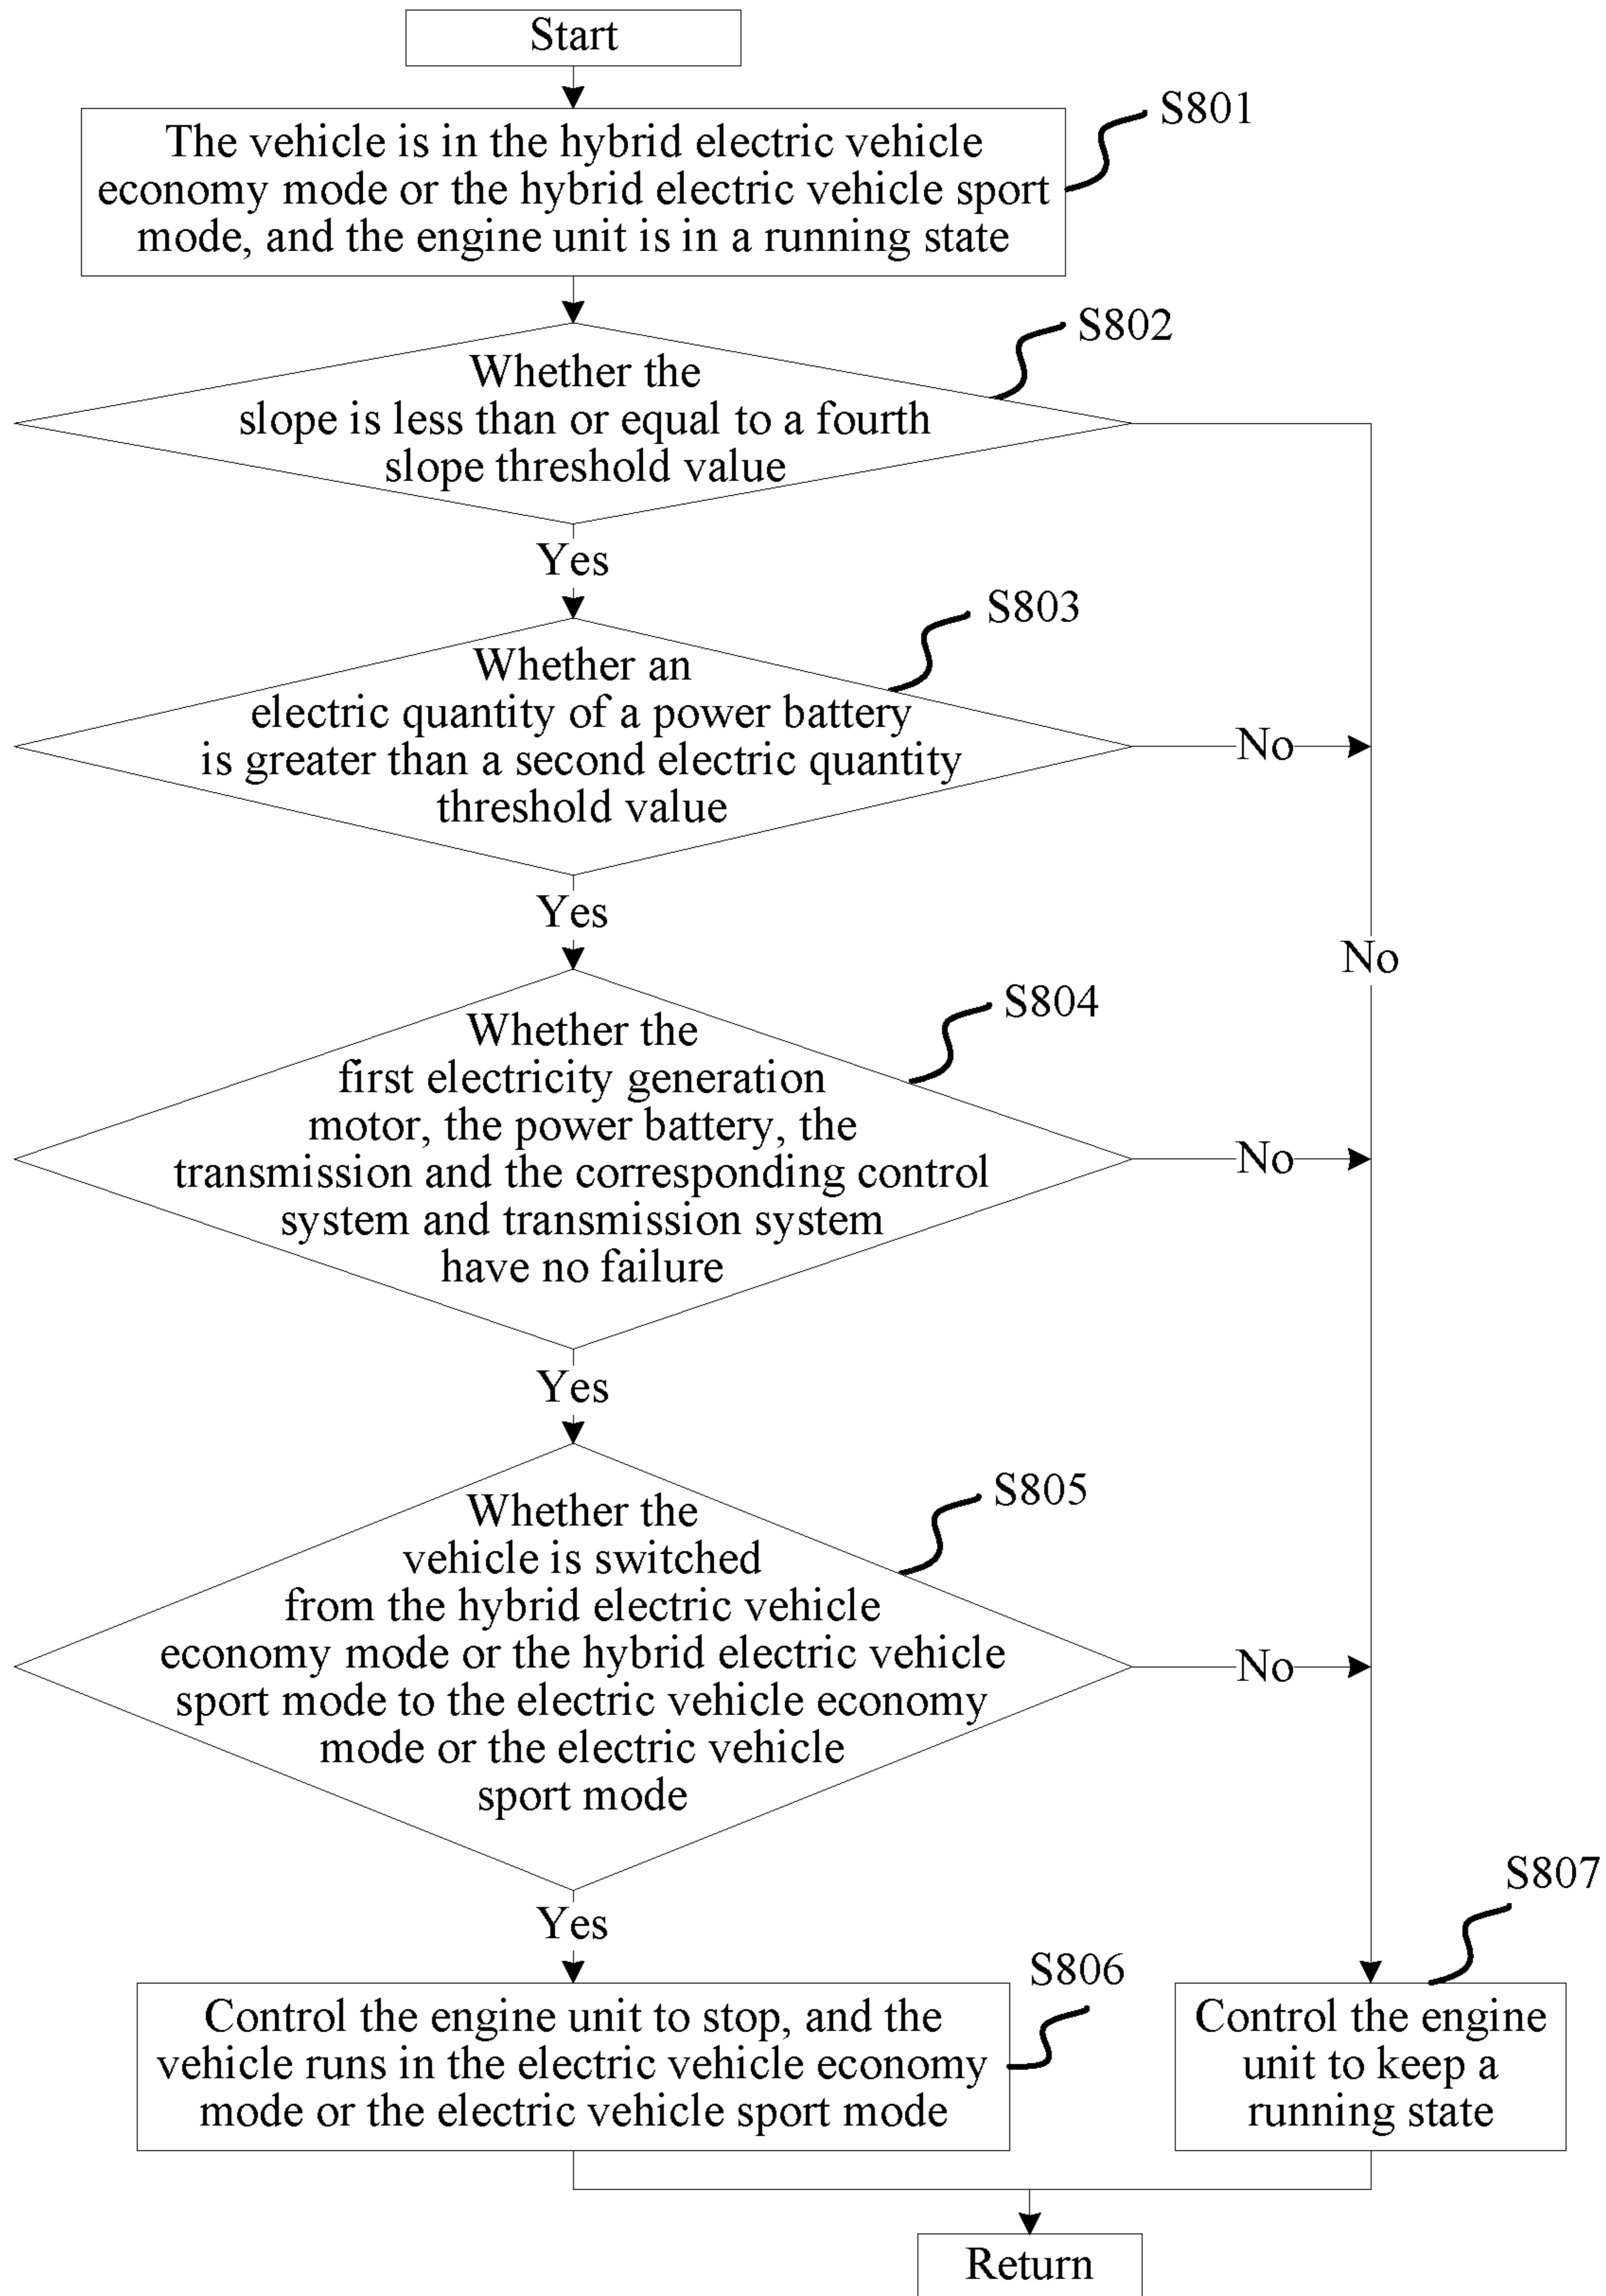 Start
S801
The vehicle is in the hybrid electric vehicle
economy mode or the hybrid electric vehicle sport
mode, and the engine unit is in a running state
S802
Whether the
slope is less than or equal to a fourth
slope threshold value
Yes
S803
Whether an
electric quantity of a power battery
is greater than a second electric quantity
threshold value
No
Yes
No
S804
Whether the
first electricity generation
motor, the power battery, the
transmission and the corresponding control
system and transmission system
have no failure
No
Yes
S805
Whether the
vehicle is switched
from the hybrid electric vehicle
economy mode or the hybrid electric vehicle
sport mode to the electric vehicle economy
mode or the electric vehicle
sport mode
No
Yes
S807
S806
Control the engine unit to stop, and the
vehicle runs in the electric vehicle economy
mode or the electric vehicle sport mode
Control the engine
unit to keep a
running state
Return